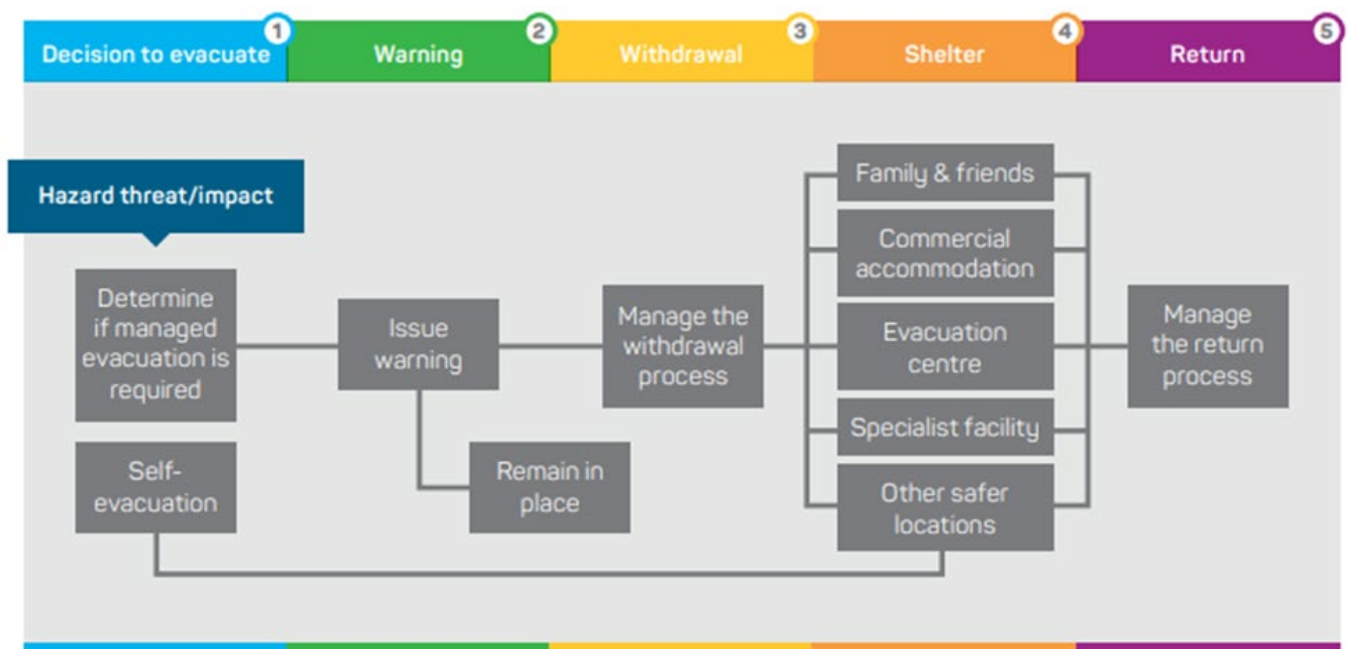 1
2
3
4
5
Decision to evacuate
Warning
Withdrawal
Shelter
Return
Hazard threat/impact
Determine
if managed
evacuation is
required
Self-
evacuation
Issue
warning
Remain in
place
Manage the
withdrawal
process
Family & friends
Commercial
accommodation
Evacuation
centre
Specialist facility
Other safer
locations
Manage
the return
process